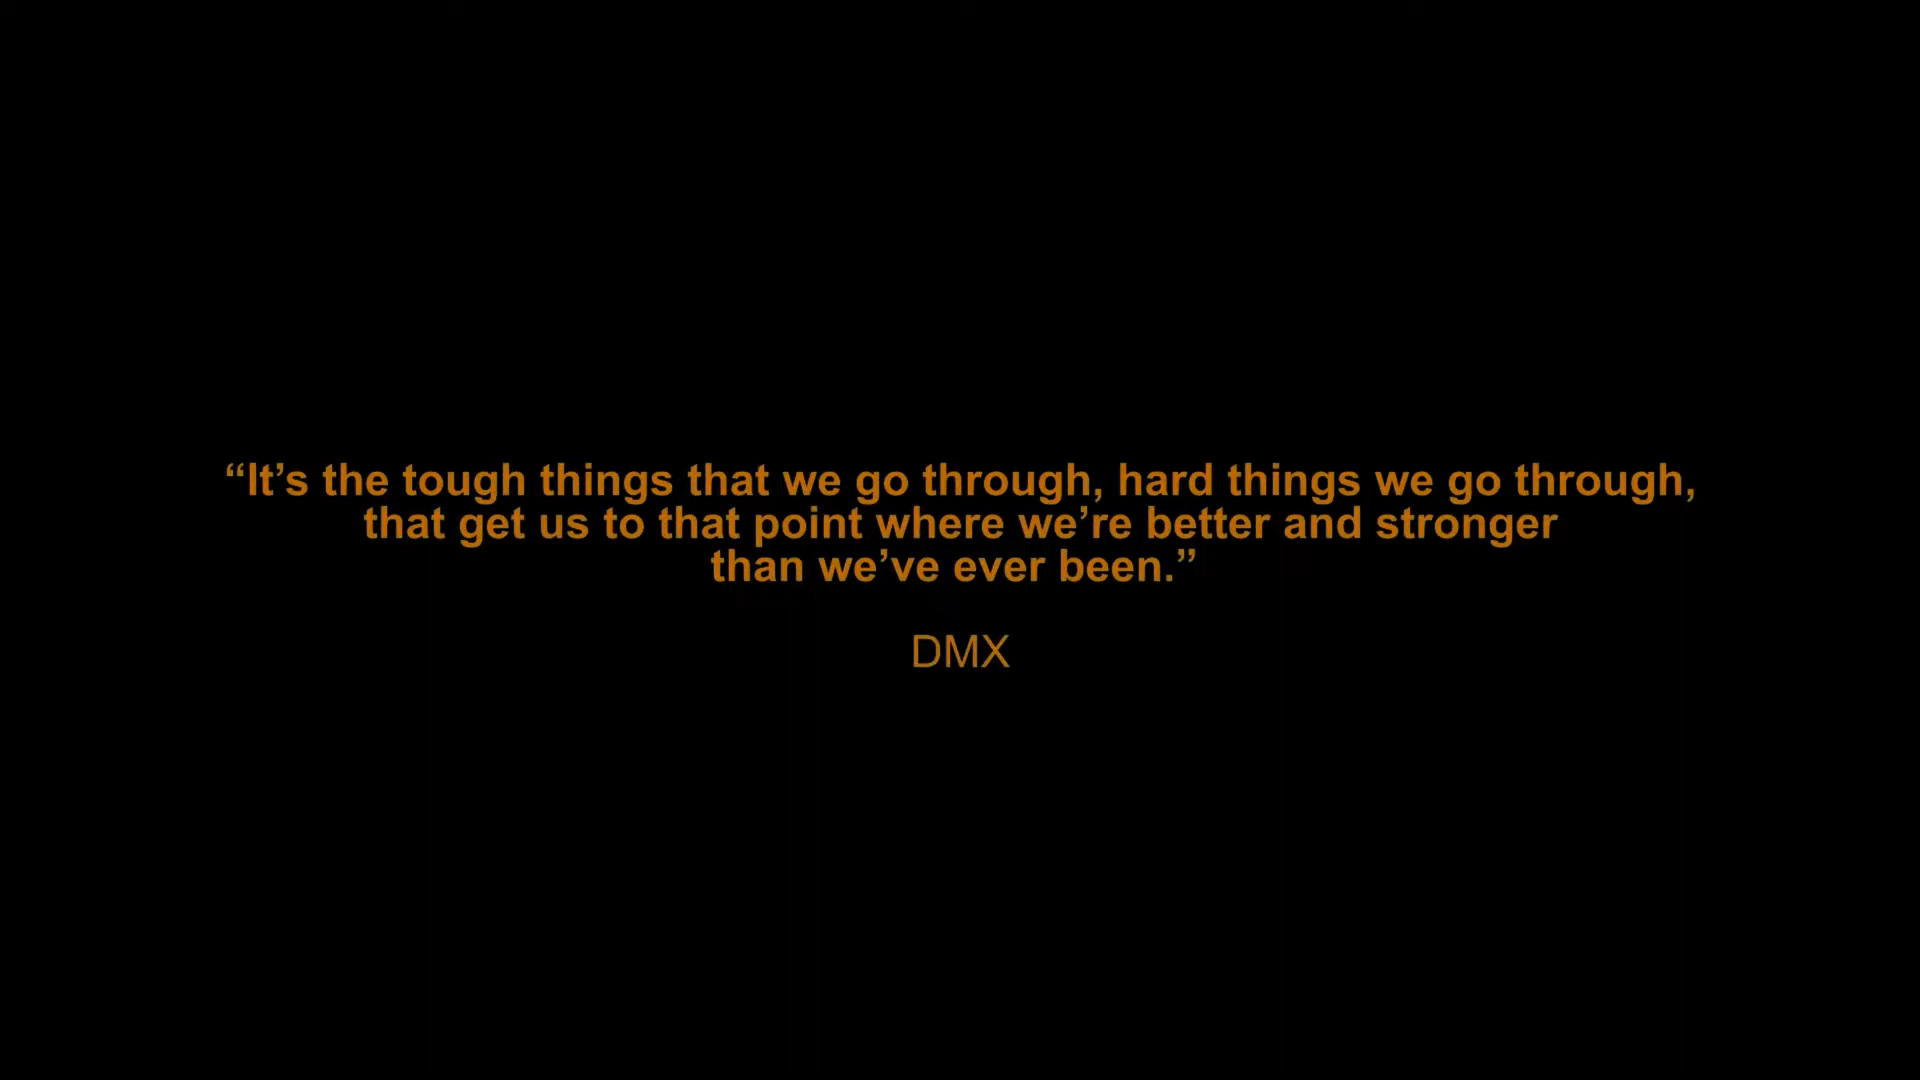 “It’s the tough things that we go through, hard things we go through,
that get us to that point where we’re better and stronger
than we’ve ever been.”
DMX